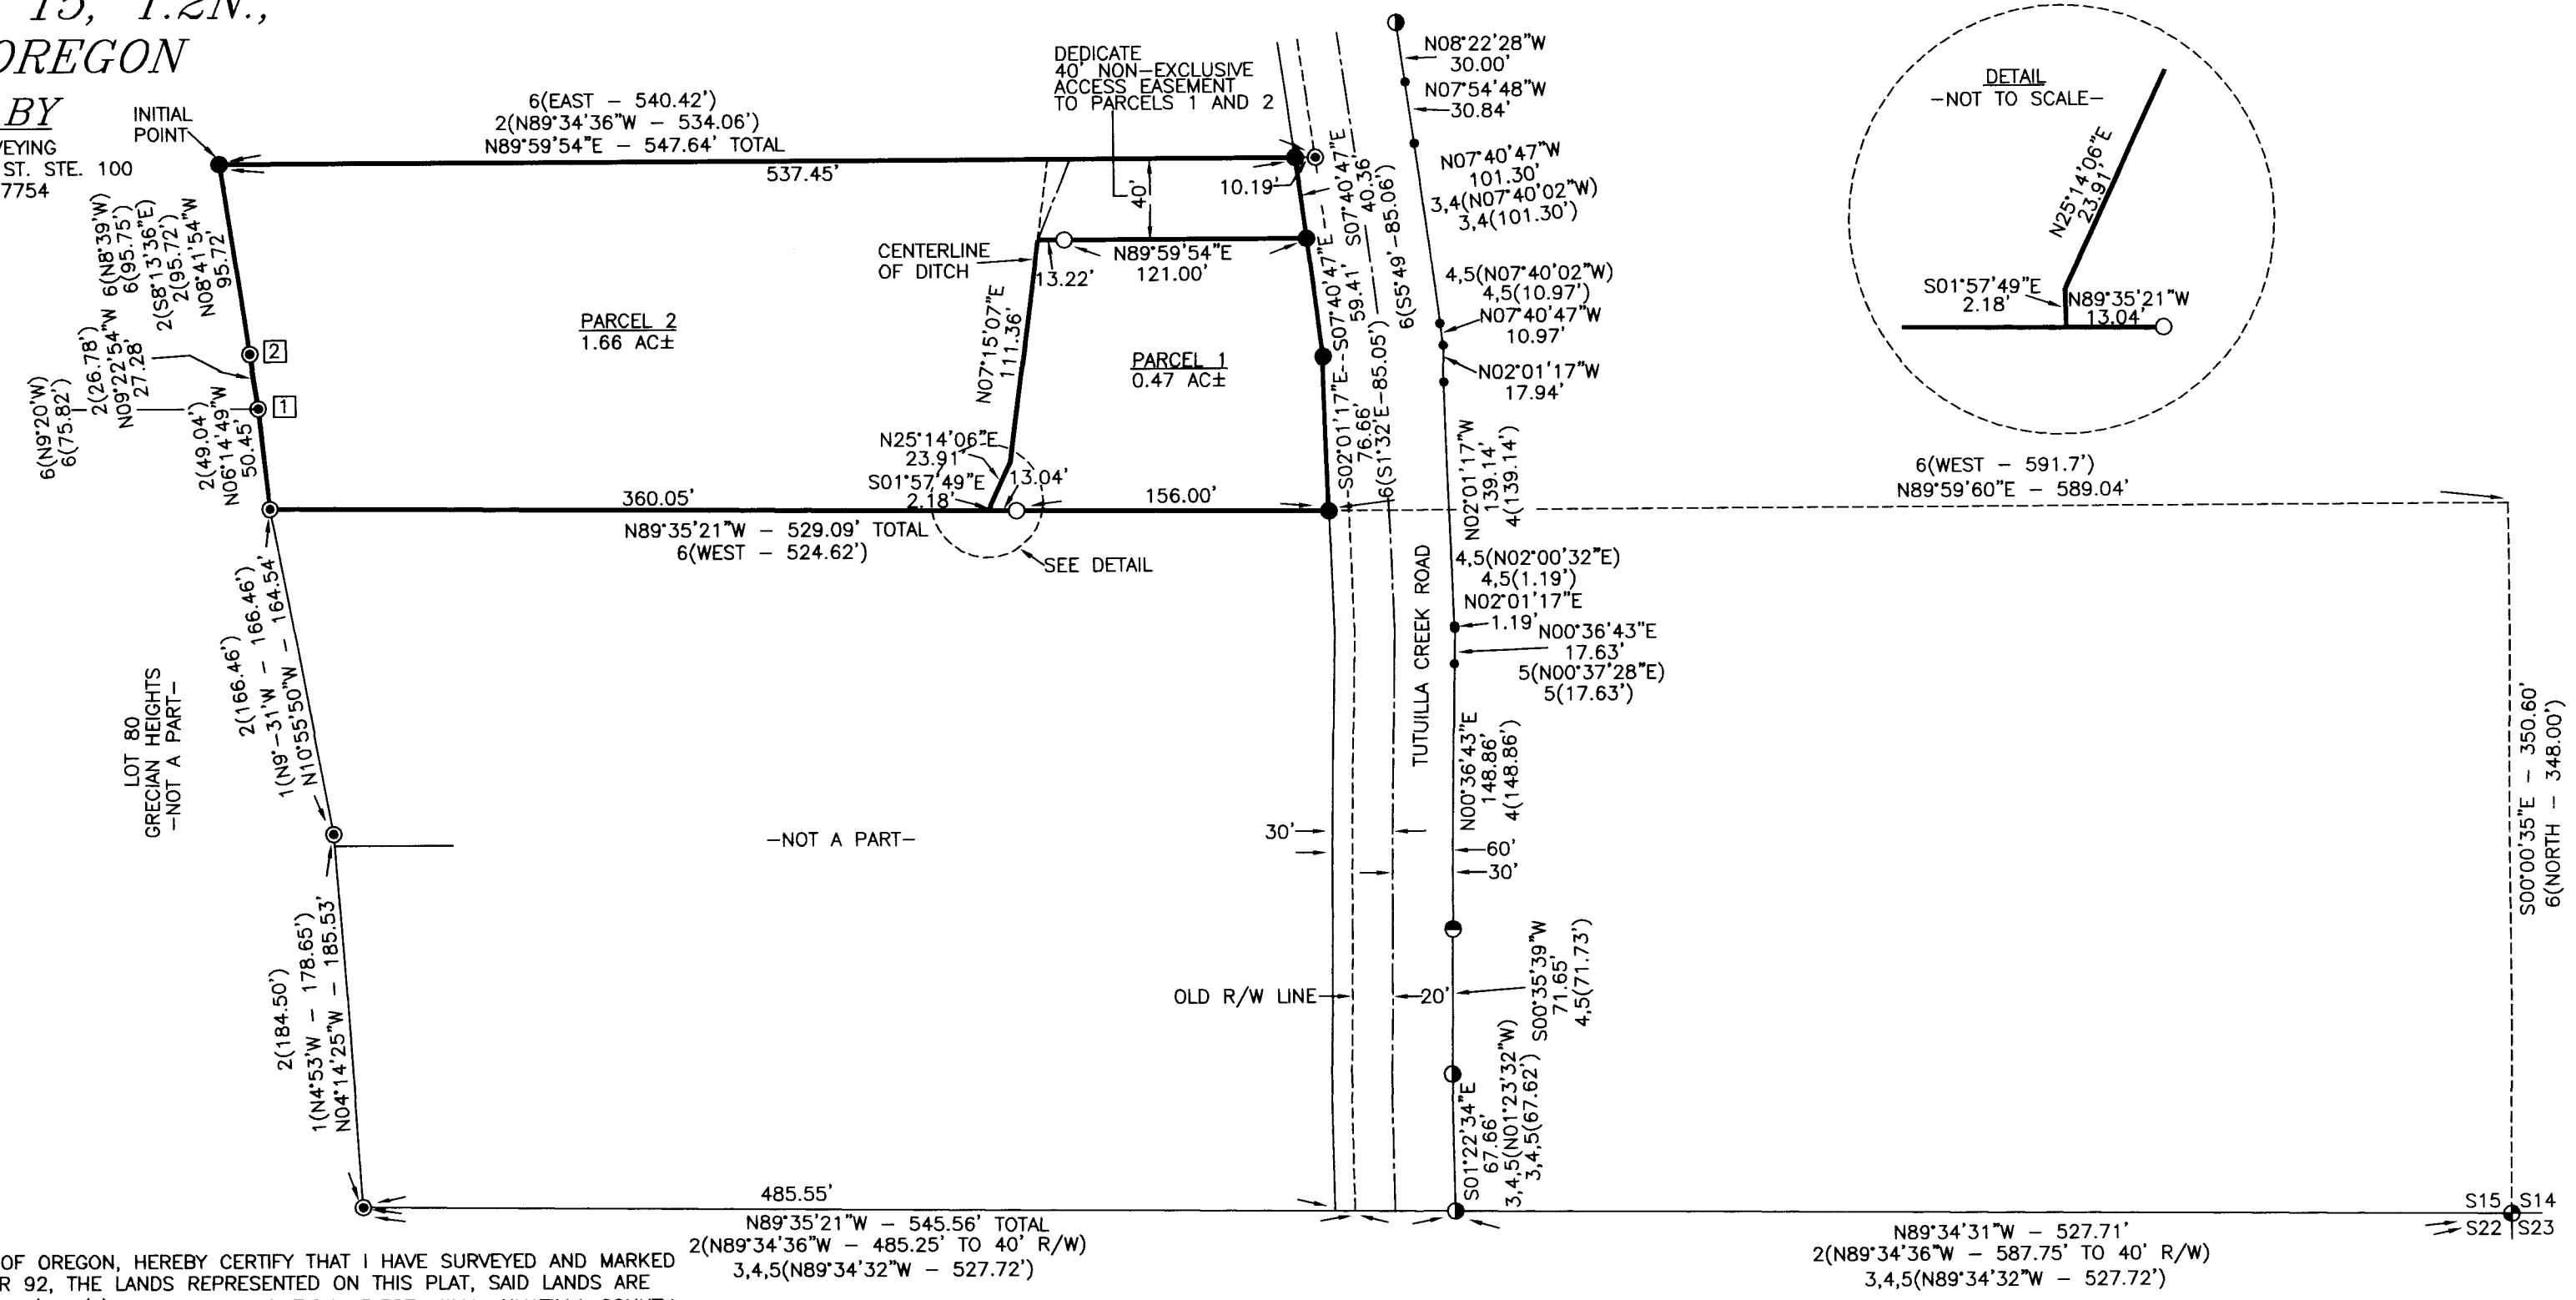 15, T.2N.,
OREGON
BY
VEYING
ST. STE. 100
7754
INITIAL
POINT
6(EAST – 540.42')
2(N89°34'36"W – 534.06')
N89°59'54"E – 547.64' TOTAL
537.45'
DEDICATE
40' NON–EXCLUSIVE
ACCESS EASEMENT
TO PARCELS 1 AND 2
40'
10.19'
N89°59'54"E
121.00'
13.22'
CENTERLINE
OF DITCH
N07°15'07"E
111.36'
PARCEL 2
1.66 AC±
PARCEL 1
0.47 AC±
6(N8°39'W)
6(95.75')
2(S8°13'36"E)
2(95.72')
N08°41'54"W
95.72'
2
1
6(N9°20'W)
6(75.82')
2(26.78')
N09°22'54"W
27.28'
2(49.04')
N06°14'49"W
50.45'
N25°14'06"E
23.91'
S01°57'49"E
2.18'
13.04'
360.05'
156.00'
N89°35'21"W – 529.09' TOTAL
6(WEST – 524.62')
SEE DETAIL
S07°40'47"E
40.36'
S07°40'47"E
59.41'
S02°01'17"E
76.66'
6(S5°49'–85.06')
6(S1°32'E–85.05')
N08°22'28"W
30.00'
N07°54'48"W
30.84'
N07°40'47"W
101.30'
3,4(N07°40'02"W)
3,4(101.30')
4,5(N07°40'02"W)
4,5(10.97')
N07°40'47"W
10.97'
N02°01'17"W
17.94'
N02°01'17"W
139.14'
4(139.14')
4,5(N02°00'32"E)
4,5(1.19')
N02°01'17"E
1.19'
N00°36'43"E
17.63'
5(N00°37'28"E)
5(17.63')
N00°36'43"E
148.86'
4(148.86')
TUTUILLA CREEK ROAD
DETAIL
–NOT TO SCALE–
N25°14'06"E
23.91'
S01°57'49"E
2.18'
N89°35'21"W
13.04'
6(WEST – 591.7')
N89°59'60"E – 589.04'
S00°00'35"E – 350.60'
6(NORTH – 348.00')
2(166.46')
1(N9°–31'W – 166.46')
N10°55'50"W – 164.54'
LOT 80
GRECIAN HEIGHTS
–NOT A PART–
–NOT A PART–
30'
60'
30'
OLD R/W LINE
20'
S00°35'39"W
71.65'
4,5(71.73')
S01°22'34"E
67.66'
3,4,5(N01°23'32"W)
3,4,5(67.62')
2(184.50')
1(N4°53'W – 178.65')
N04°14'25"W – 185.53'
485.55'
N89°35'21"W – 545.56' TOTAL
2(N89°34'36"W – 485.25' TO 40' R/W)
3,4,5(N89°34'32"W – 527.72')
N89°34'31"W – 527.71'
2(N89°34'36"W – 587.75' TO 40' R/W)
3,4,5(N89°34'32"W – 527.72')
S15 S14
S22 S23
OF OREGON, HEREBY CERTIFY THAT I HAVE SURVEYED AND MARKED
R 92, THE LANDS REPRESENTED ON THIS PLAT, SAID LANDS ARE